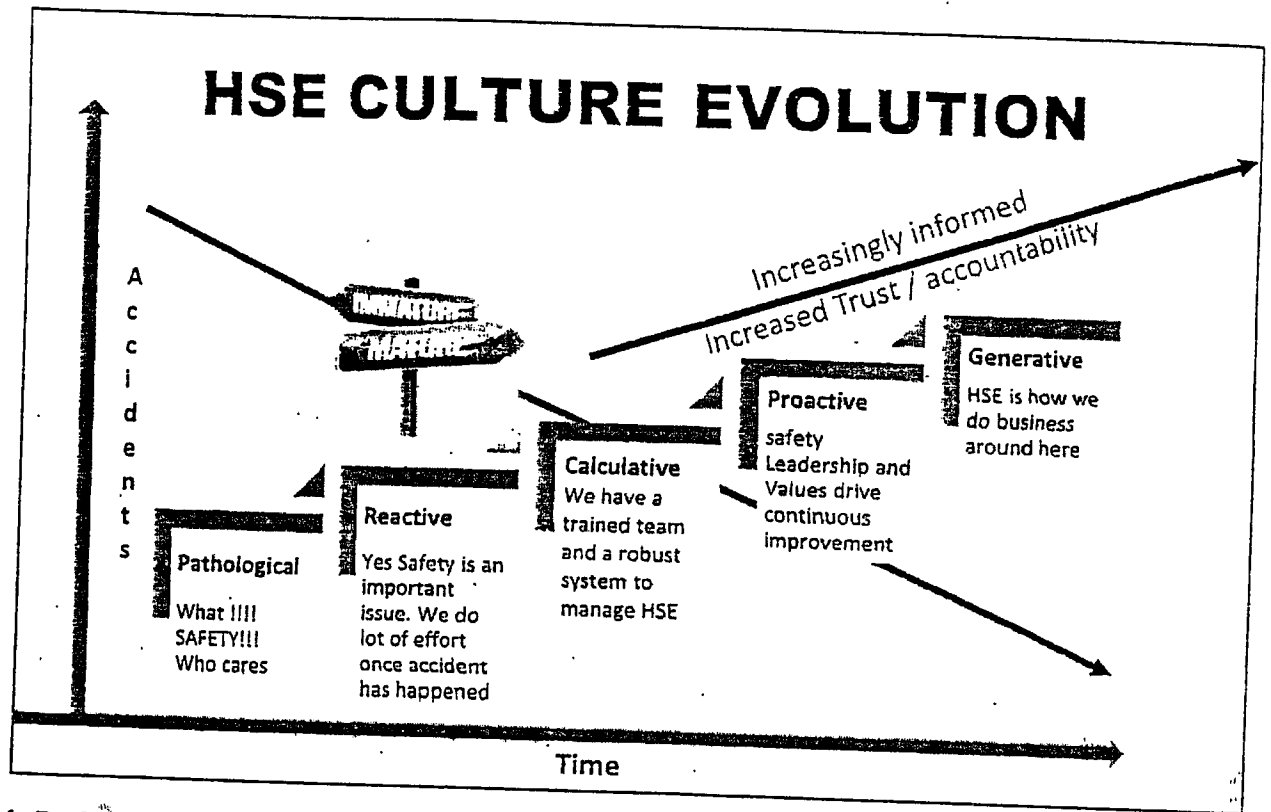 HSE CULTURE EVOLUTION
Accidents
Increasingly informed
Increased Trust / accountability
Generative
HSE is how we
do business
around here
Proactive
safety
Leadership and
Values drive
continuous
improvement
Calculative
We have a
trained team
and a robust
system to
manage HSE
Reactive
Yes Safety is an
important
issue. We do
lot of effort
once accident
has happened
Pathological
What !!!!
SAFETY!!!
Who cares
Time